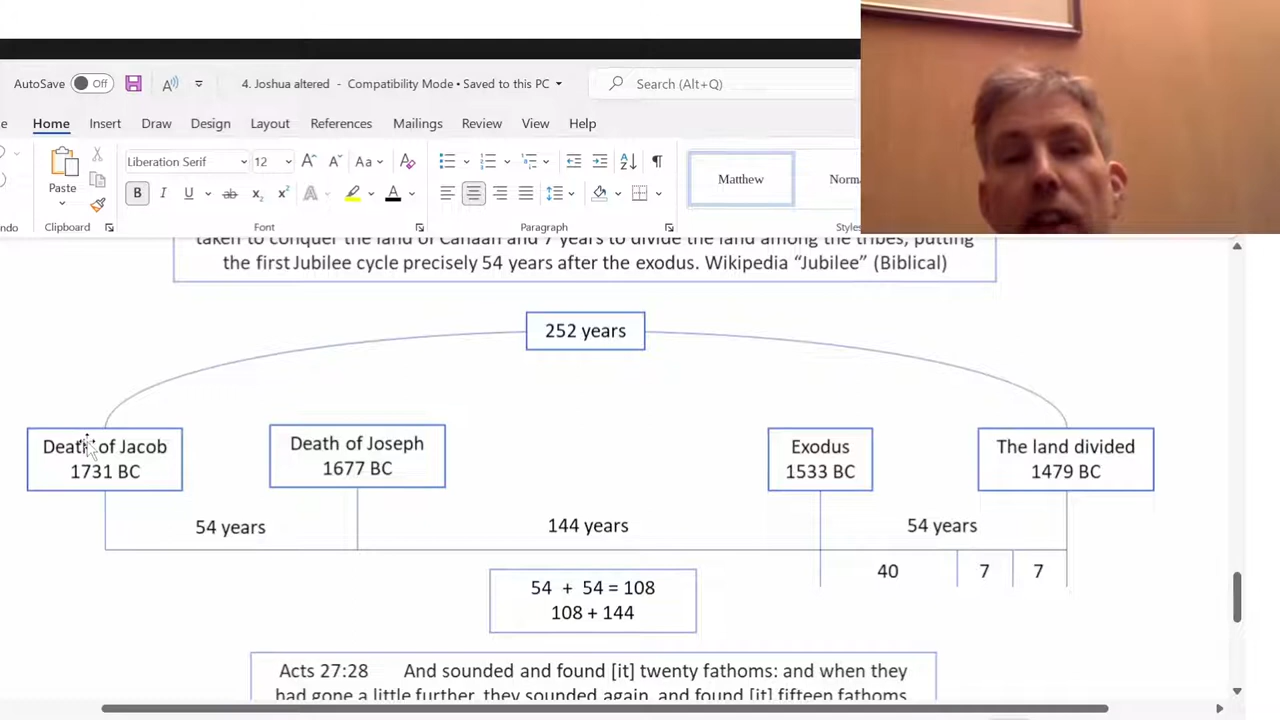 AutoSave Off 4. Joshua altered - Compatibility Mode • Saved to this PC Search (Alt+Q)
Home Insert Draw Design Layout References Mailings Review View Help
Liberation Serif 12 Aa
Paste
B I U ab x₂ x² A A
Matthew
Clipboard Font Paragraph Styles
taken to conquer the land of Canaan and 7 years to divide the land among the tribes, putting
the first Jubilee cycle precisely 54 years after the exodus. Wikipedia “Jubilee” (Biblical)
252 years
Death of Jacob
1731 BC
Death of Joseph
1677 BC
Exodus
1533 BC
The land divided
1479 BC
54 years
144 years
54 years
40 7 7
54 + 54 = 108
108 + 144
Acts 27:28 And sounded and found [it] twenty fathoms: and when they
had gone a little further, they sounded again, and found [it] fifteen fathoms